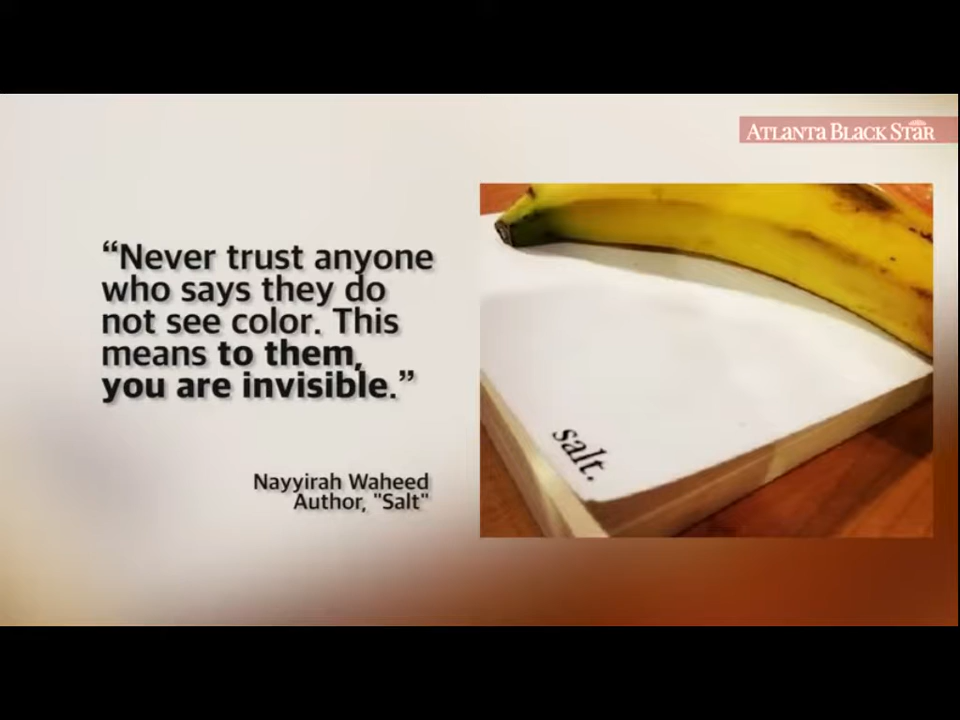 ATLANTA BLACK STAR
“Never trust anyone
who says they do
not see color. This
means to them,
you are invisible.”
Nayyirah Waheed
Author, "Salt"
salt.